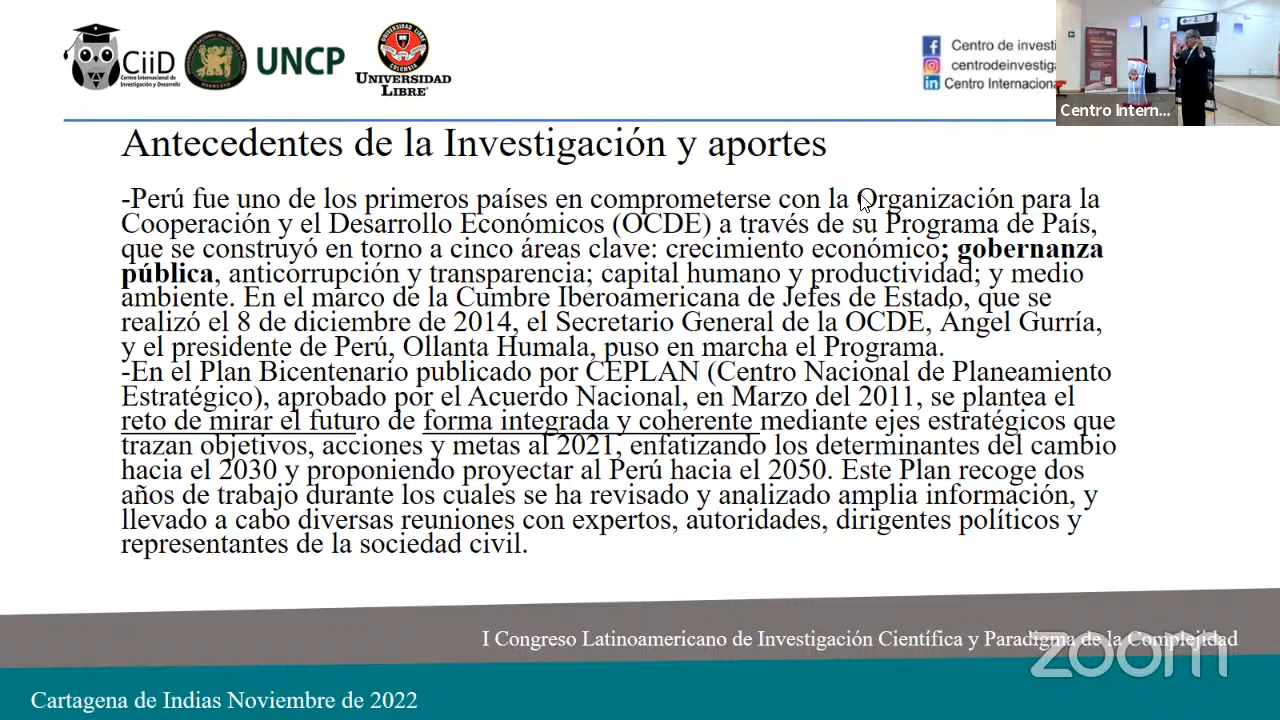 CiiD
Centro Internacional de
Investigación y Desarrollo
UNCP
UNIVERSIDAD
LIBRE
Centro de investi
centrodeinvestiga
Centro Internaciona
Centro Intern...
Antecedentes de la Investigación y aportes
-Perú fue uno de los primeros países en comprometerse con la Organización para la
Cooperación y el Desarrollo Económicos (OCDE) a través de su Programa de País,
que se construyó en torno a cinco áreas clave: crecimiento económico; gobernanza
pública, anticorrupción y transparencia; capital humano y productividad; y medio
ambiente. En el marco de la Cumbre Iberoamericana de Jefes de Estado, que se
realizó el 8 de diciembre de 2014, el Secretario General de la OCDE, Ángel Gurría,
y el presidente de Perú, Ollanta Humala, puso en marcha el Programa.
-En el Plan Bicentenario publicado por CEPLAN (Centro Nacional de Planeamiento
Estratégico), aprobado por el Acuerdo Nacional, en Marzo del 2011, se plantea el
reto de mirar el futuro de forma integrada y coherente mediante ejes estratégicos que
trazan objetivos, acciones y metas al 2021, enfatizando los determinantes del cambio
hacia el 2030 y proponiendo proyectar al Perú hacia el 2050. Este Plan recoge dos
años de trabajo durante los cuales se ha revisado y analizado amplia información, y
llevado a cabo diversas reuniones con expertos, autoridades, dirigentes políticos y
representantes de la sociedad civil.
I Congreso Latinoamericano de Investigación Científica y Paradigma de la Complejidad
zoom
Cartagena de Indias Noviembre de 2022